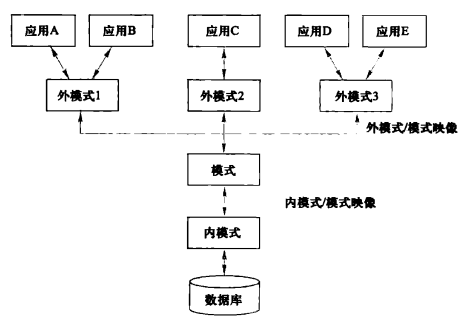 应用A 应用B 应用C 应用D 应用E
外模式1 外模式2 外模式3
外模式/模式映像
模式
内模式/模式映像
内模式
数据库